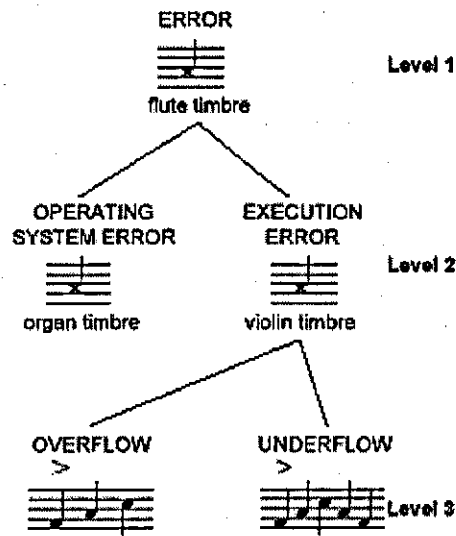 ERROR
Level 1
flute timbre
OPERATING
SYSTEM ERROR
EXECUTION
ERROR
Level 2
organ timbre
violin timbre
OVERFLOW
UNDERFLOW
>
>
Level 3